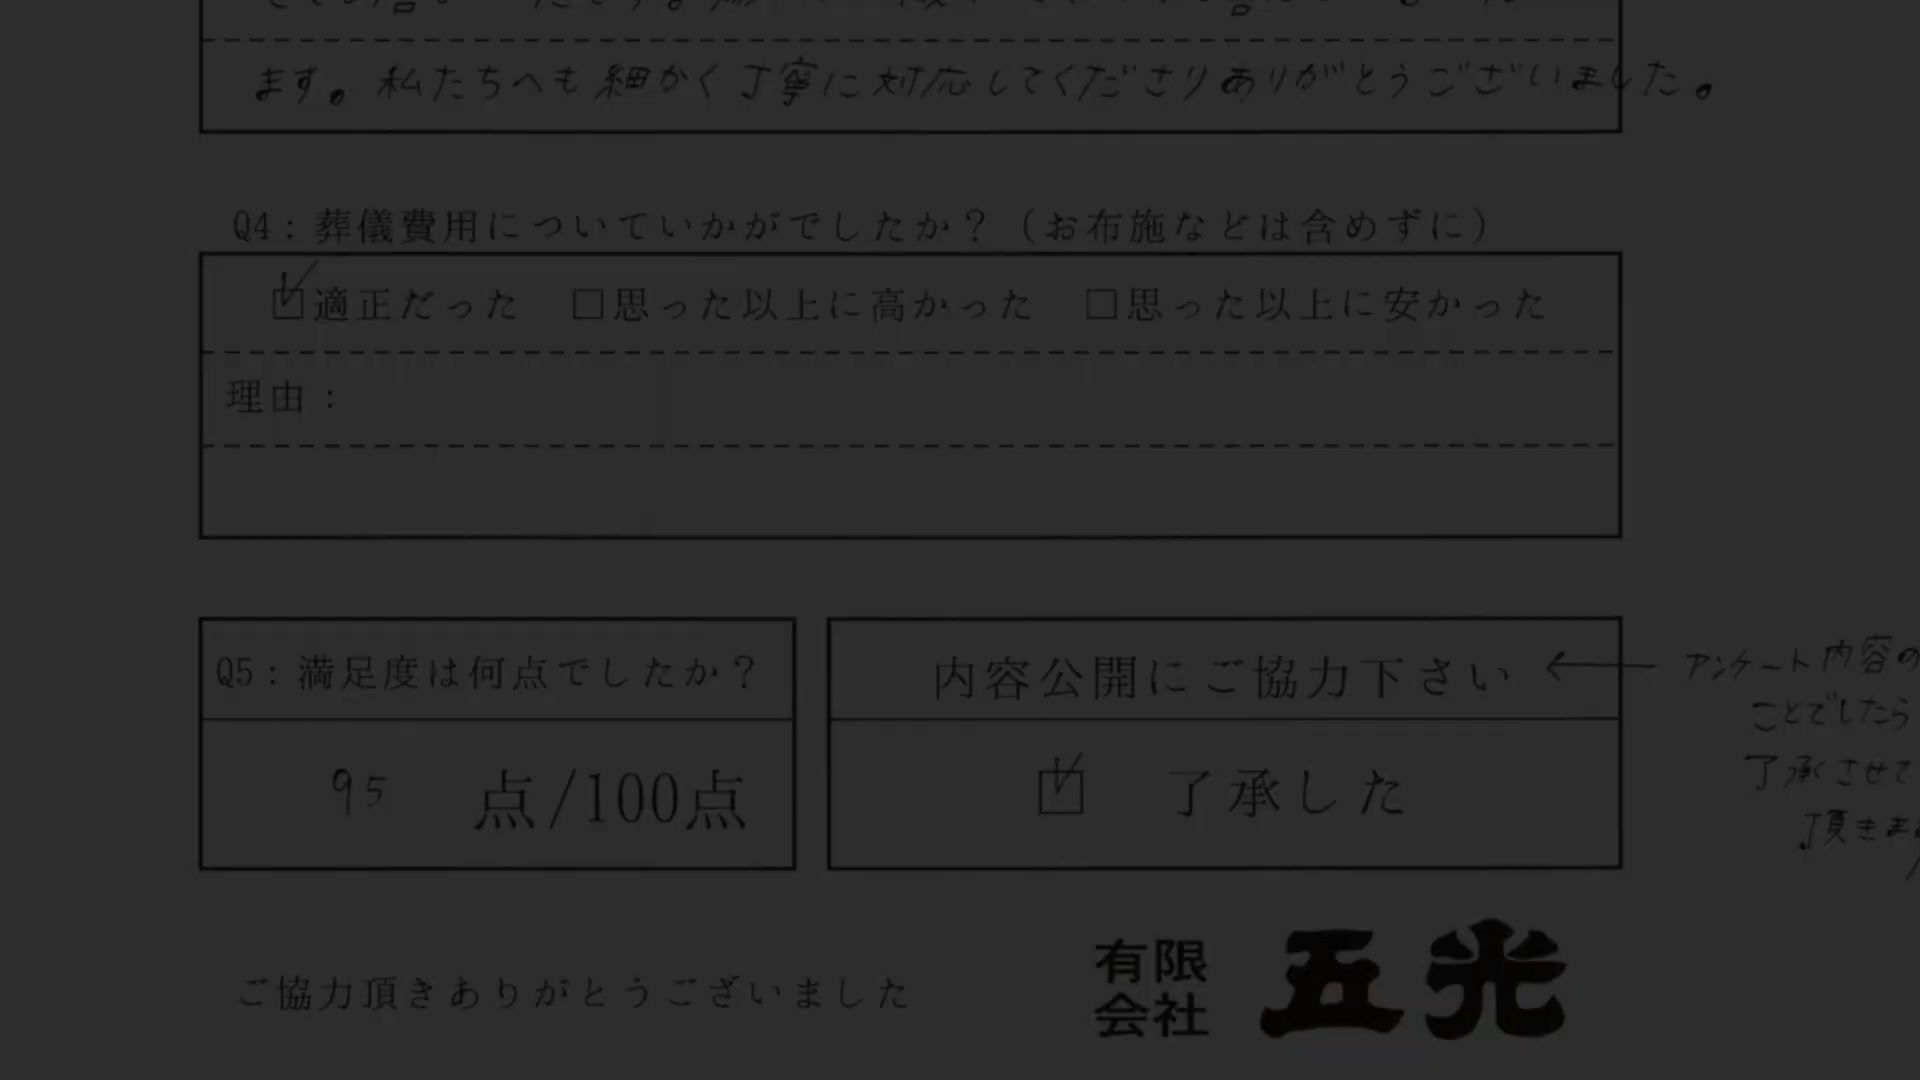 ます。私たちへも細かく丁寧に対応してくださりありがとうございました。
Q4：葬儀費用についていかがでしたか？（お布施などは含めずに）
☑適正だった　□思った以上に高かった　□思った以上に安かった
理由：
Q5：満足度は何点でしたか？
95　点/100点
内容公開にご協力下さい
☑　了承した
← アンケート内容の
ことでしたら
了承させて
頂きま
ご協力頂きありがとうございました
有限会社　五光